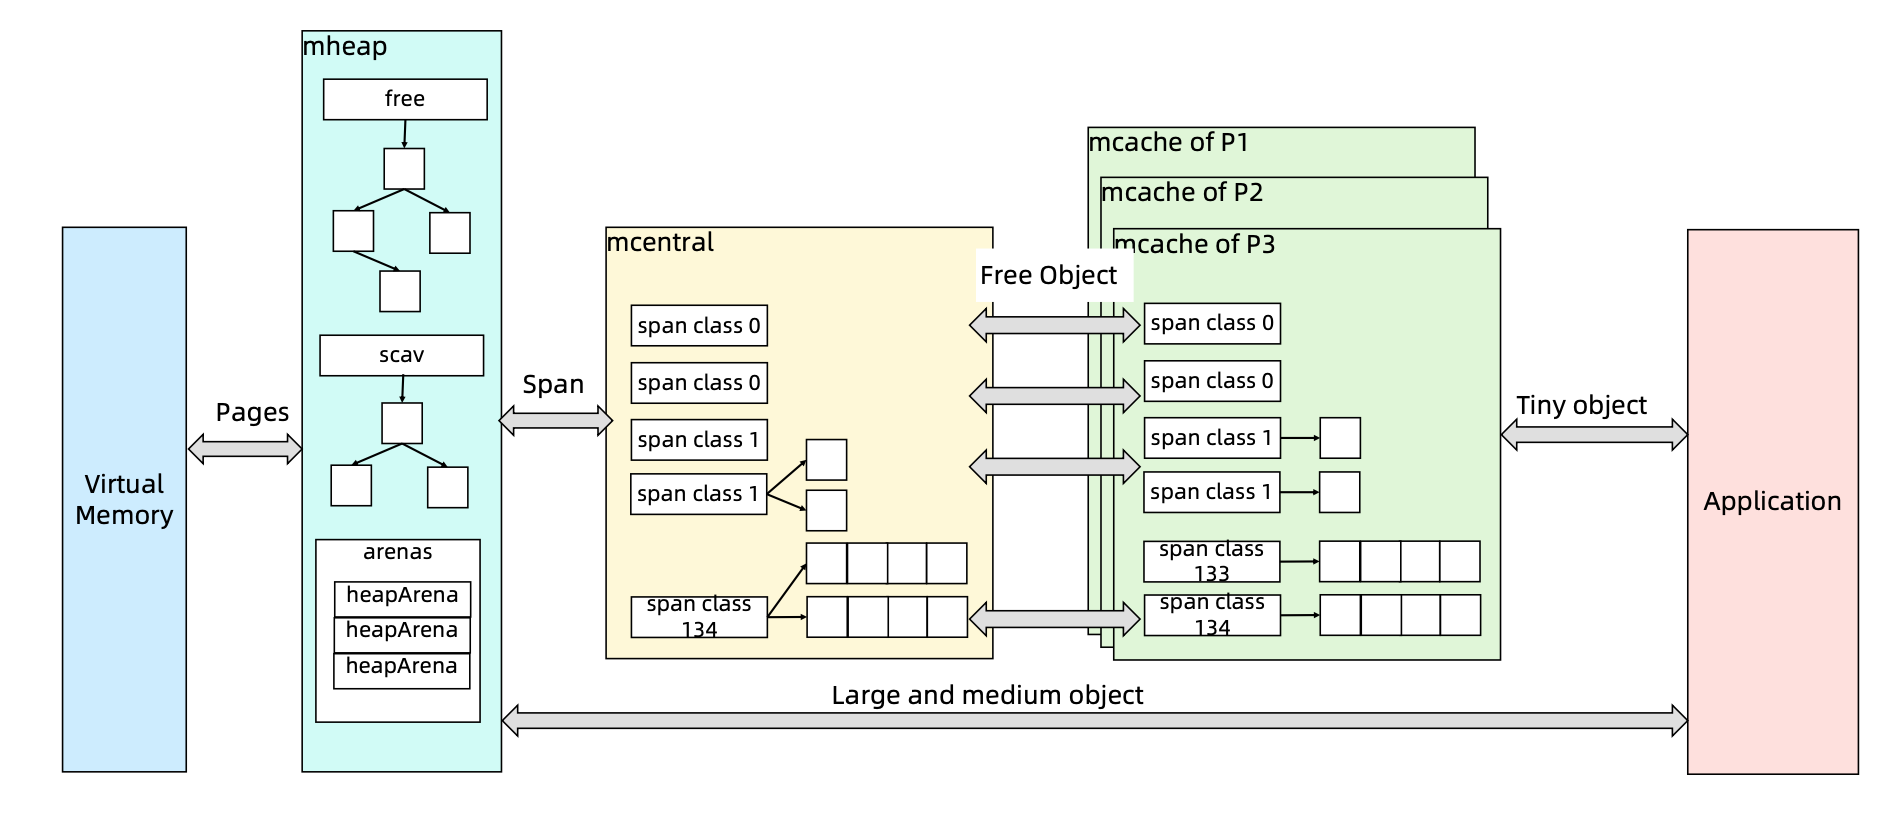 mheap
free
scav
arenas
heapArena
heapArena
heapArena
Virtual
Memory
Pages
Span
mcentral
span class 0
span class 0
span class 1
span class 1
span class
134
Free Object
mcache of P1
mcache of P2
mcache of P3
span class 0
span class 0
span class 1
span class 1
span class
133
span class
134
Tiny object
Application
Large and medium object